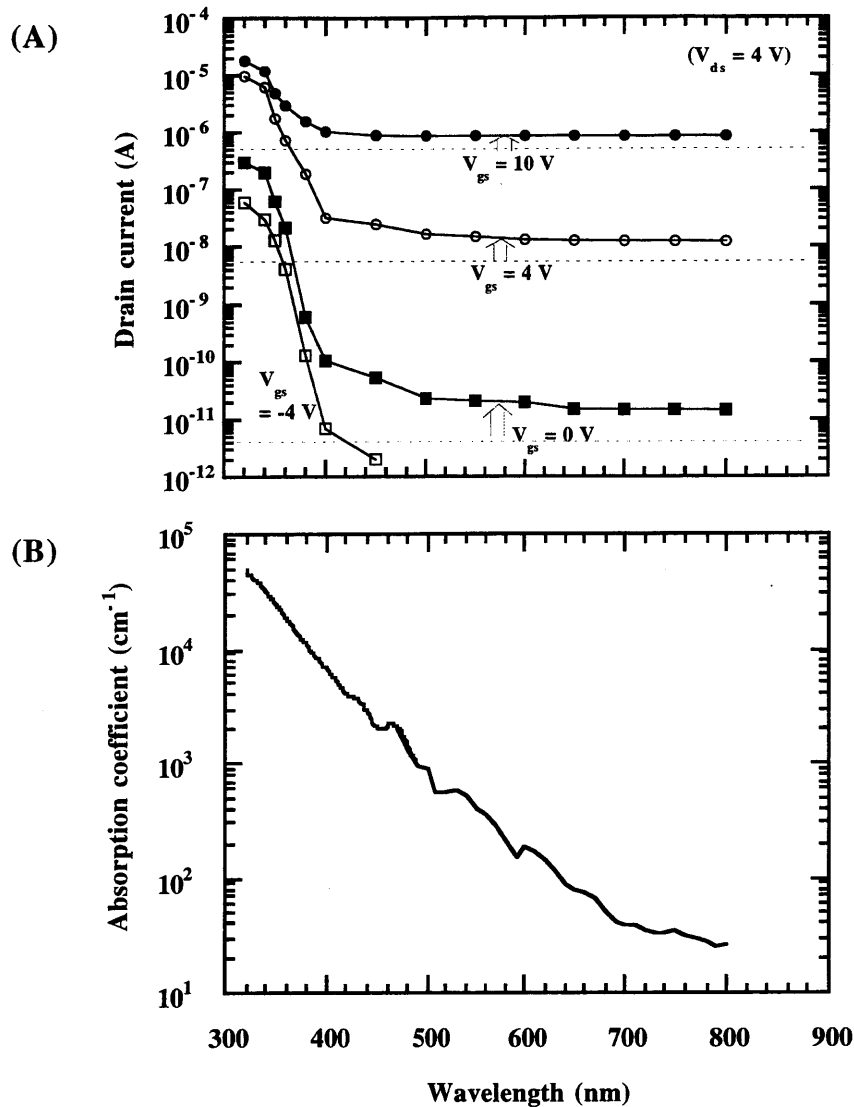 (A)
Drain current (A)
10^-4
10^-5
10^-6
10^-7
10^-8
10^-9
10^-10
10^-11
10^-12
(V_ds = 4 V)
V_gs = 10 V
V_gs = 4 V
V_gs
= -4 V
V_gs = 0 V
(B)
Absorption coefficient (cm^-1)
10^5
10^4
10^3
10^2
10^1
300 400 500 600 700 800 900
Wavelength (nm)